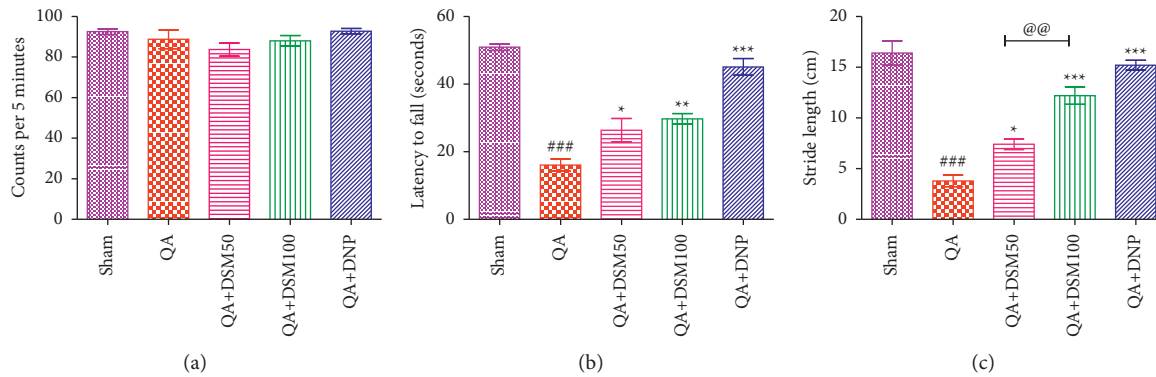 Counts per 5 minutes
100
80
60
40
20
0
Sham
QA
QA+DSM50
QA+DSM100
QA+DNP
(a)
Latency to fall (seconds)
60
40
20
0
###
*
**
***
Sham
QA
QA+DSM50
QA+DSM100
QA+DNP
(b)
Stride length (cm)
20
15
10
5
0
###
*
@@
***
***
Sham
QA
QA+DSM50
QA+DSM100
QA+DNP
(c)